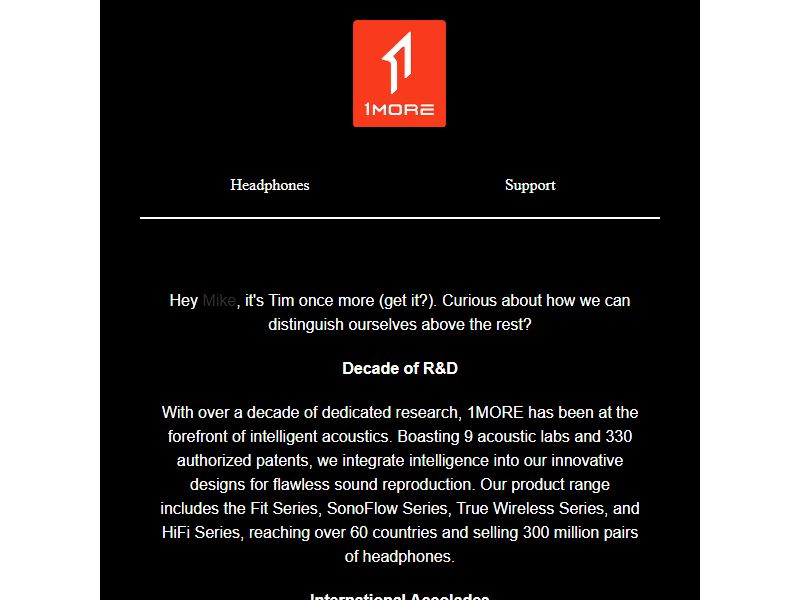 1MORE
Headphones Support
Hey Mike, it's Tim once more (get it?). Curious about how we can
distinguish ourselves above the rest?
Decade of R&D
With over a decade of dedicated research, 1MORE has been at the
forefront of intelligent acoustics. Boasting 9 acoustic labs and 330
authorized patents, we integrate intelligence into our innovative
designs for flawless sound reproduction. Our product range
includes the Fit Series, SonoFlow Series, True Wireless Series, and
HiFi Series, reaching over 60 countries and selling 300 million pairs
of headphones.
International Accolades